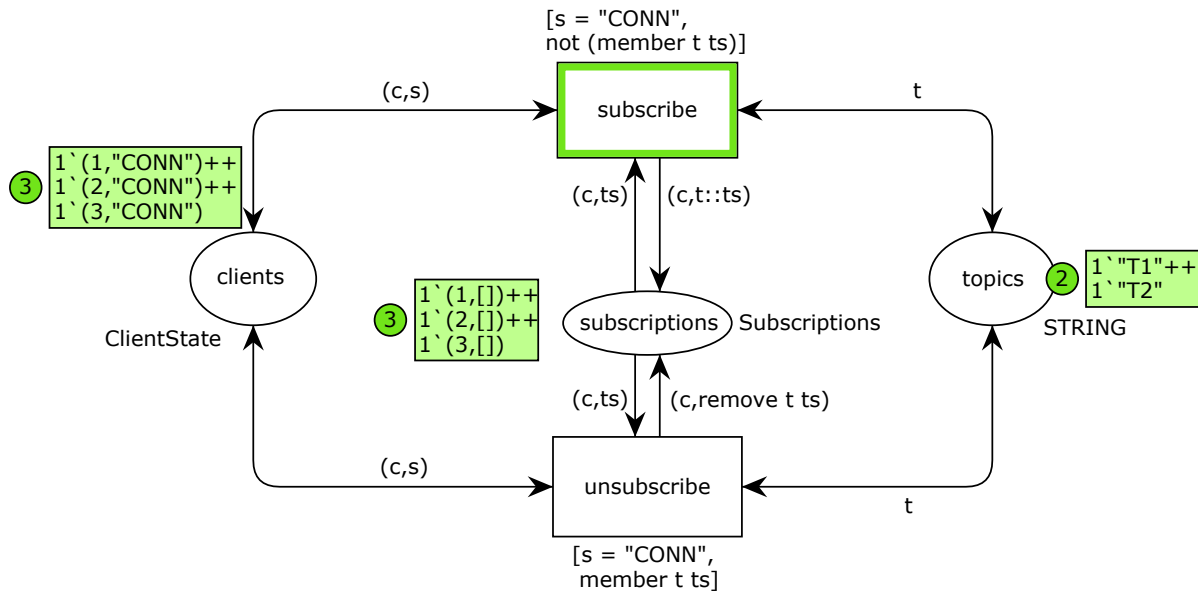 [s = "CONN",
not (member t ts)]
(c,s)
subscribe
t
1`(1,"CONN")++
1`(2,"CONN")++
1`(3,"CONN")
3
(c,ts)
(c,t::ts)
clients
topics
2
1`"T1"++
1`"T2"
ClientState
3
1`(1,[])++
1`(2,[])++
1`(3,[])
subscriptions
Subscriptions
STRING
(c,ts)
(c,remove t ts)
(c,s)
unsubscribe
t
[s = "CONN",
member t ts]